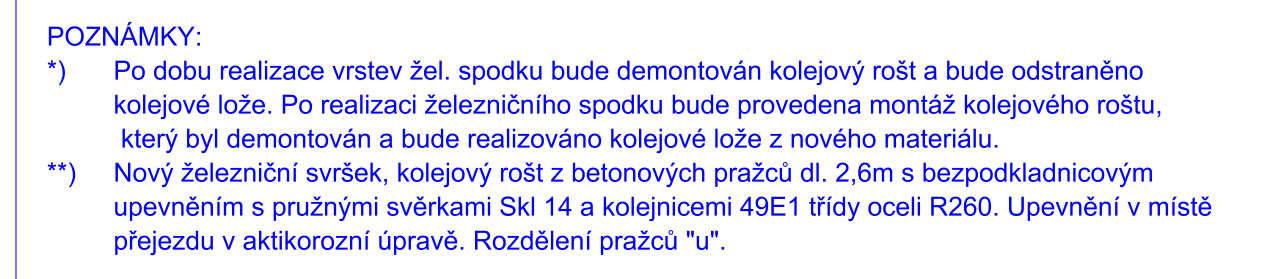 POZNÁMKY:
*) Po dobu realizace vrstev žel. spodku bude demontován kolejový rošt a bude odstraněno
kolejové lože. Po realizaci železničního spodku bude provedena montáž kolejového roštu,
který byl demontován a bude realizováno kolejové lože z nového materiálu.
**) Nový železniční svršek, kolejový rošt z betonových pražců dl. 2,6m s bezpodkladnicovým
upevněním s pružnými svěrkami Skl 14 a kolejnicemi 49E1 třídy oceli R260. Upevnění v místě
přejezdu v aktikorozní úpravě. Rozdělení pražců "u".